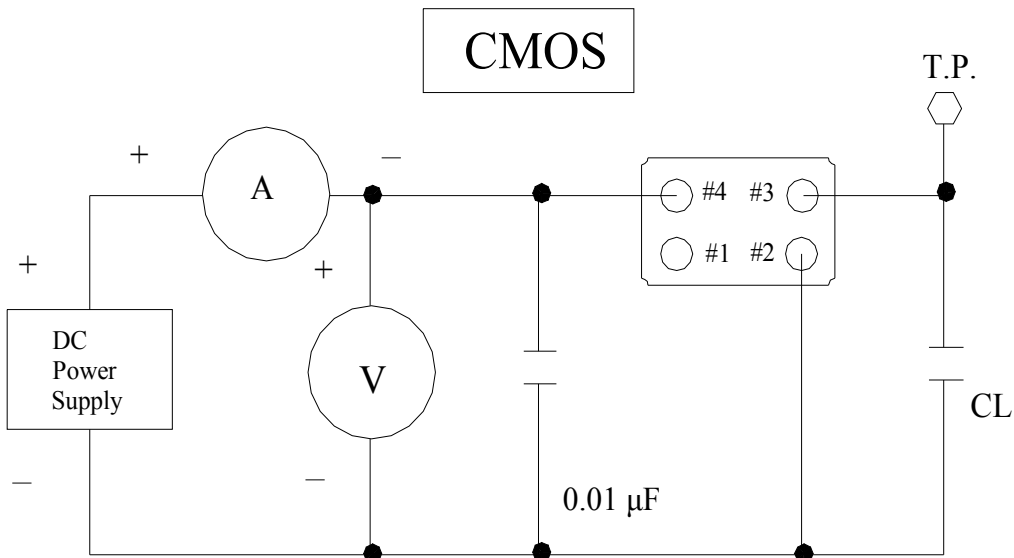 CMOS
T.P.
+
–
A
#4 #3
#1 #2
+
+
DC
Power
Supply
V
CL
–
–
0.01 μF